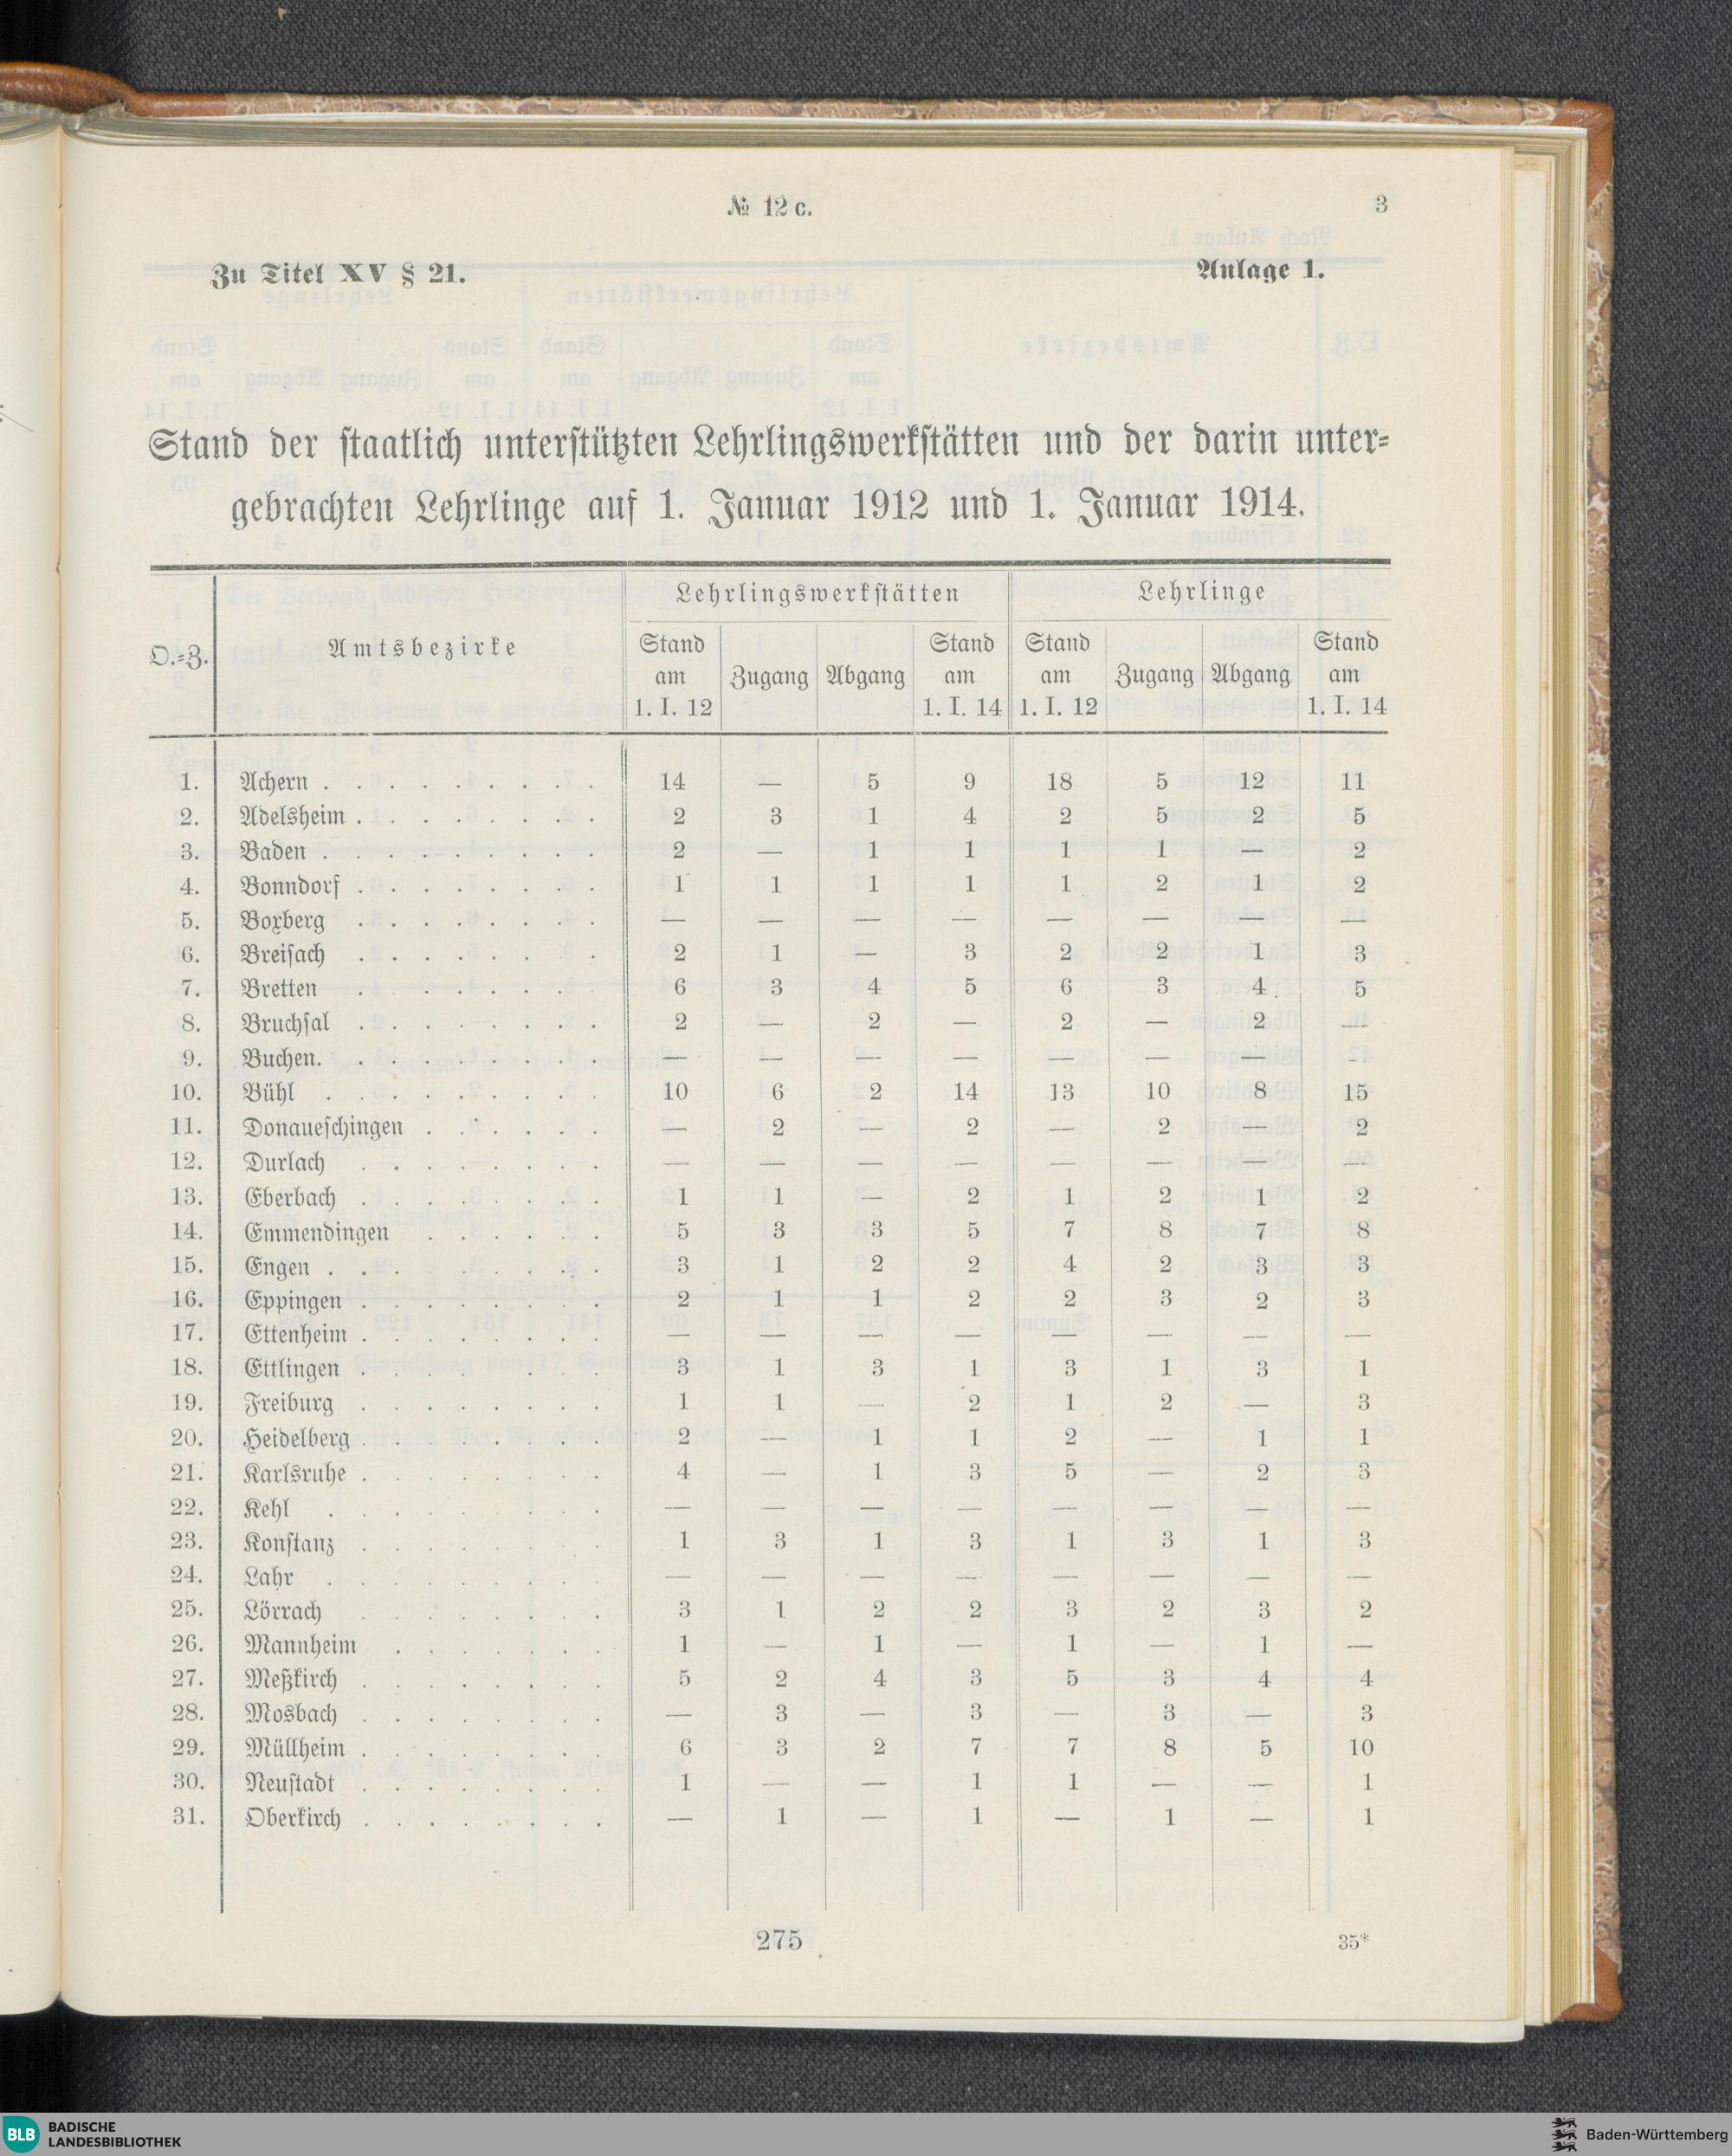 № 12 c. 3
Zu Titel XV § 21. Anlage 1.
Stand der staatlich unterstützten Lehrlingswerkstätten und der darin unter-
gebrachten Lehrlinge auf 1. Januar 1912 und 1. Januar 1914.
O.-Z. Amtsbezirke Lehrlingswerkstätten Lehrlinge
Stand am 1. I. 12 Zugang Abgang Stand am 1. I. 14 Stand am 1. I. 12 Zugang Abgang Stand am 1. I. 14
1. Achern . . . . . . . . . 14 — 5 9 18 5 12 11
2. Adelsheim . . . . . . . . 2 3 1 4 2 5 2 5
3. Baden . . . . . . . . . 2 — 1 1 1 1 — 2
4. Bonndorf . . . . . . . . 1 1 1 1 1 2 1 2
5. Boxberg . . . . . . . . — — — — — — — —
6. Breisach . . . . . . . . 2 1 — 3 2 2 1 3
7. Bretten . . . . . . . 6 3 4 5 6 3 4 5
8. Bruchsal . . . . . . . . 2 — 2 — 2 — 2 —
9. Buchen. . . . . . . . . — — — — — — — —
10. Bühl . . . . . . . . . 10 6 2 14 13 10 8 15
11. Donaueschingen . . . . . . — 2 — 2 — 2 — 2
12. Durlach . . . . . . . . — — — — — — — —
13. Eberbach . . . . . . . . 1 1 — 2 1 2 1 2
14. Emmendingen . . . . . . 5 3 3 5 7 8 7 8
15. Engen . . . . . . . . 3 1 2 2 4 2 3 3
16. Eppingen . . . . . . . . 2 1 1 2 2 3 2 3
17. Ettenheim . . . . . . . . — — — — — — — —
18. Ettlingen . . . . . . . 3 1 3 1 3 1 3 1
19. Freiburg . . . . . . . . 1 1 — 2 1 2 — 3
20. Heidelberg . . . . . . . 2 — 1 1 2 — 1 1
21. Karlsruhe . . . . . . . . 4 — 1 3 5 — 2 3
22. Kehl . . . . . . . . . — — — — — — — —
23. Konstanz . . . . . . . . 1 3 1 3 1 3 1 3
24. Lahr . . . . . . . . . — — — — — — — —
25. Lörrach . . . . . . . . 3 1 2 2 3 2 3 2
26. Mannheim . . . . . . . 1 — 1 — 1 — 1 —
27. Meßkirch . . . . . . . . 5 2 4 3 5 3 4 4
28. Mosbach . . . . . . . . — 3 — 3 — 3 — 3
29. Müllheim . . . . . . . . 6 3 2 7 7 8 5 10
30. Neustadt . . . . . . . . 1 — — 1 1 — — 1
31. Oberkirch . . . . . . . . — 1 — 1 — 1 — 1
275 35*
BLB BADISCHE
LANDESBIBLIOTHEK
Baden-Württemberg